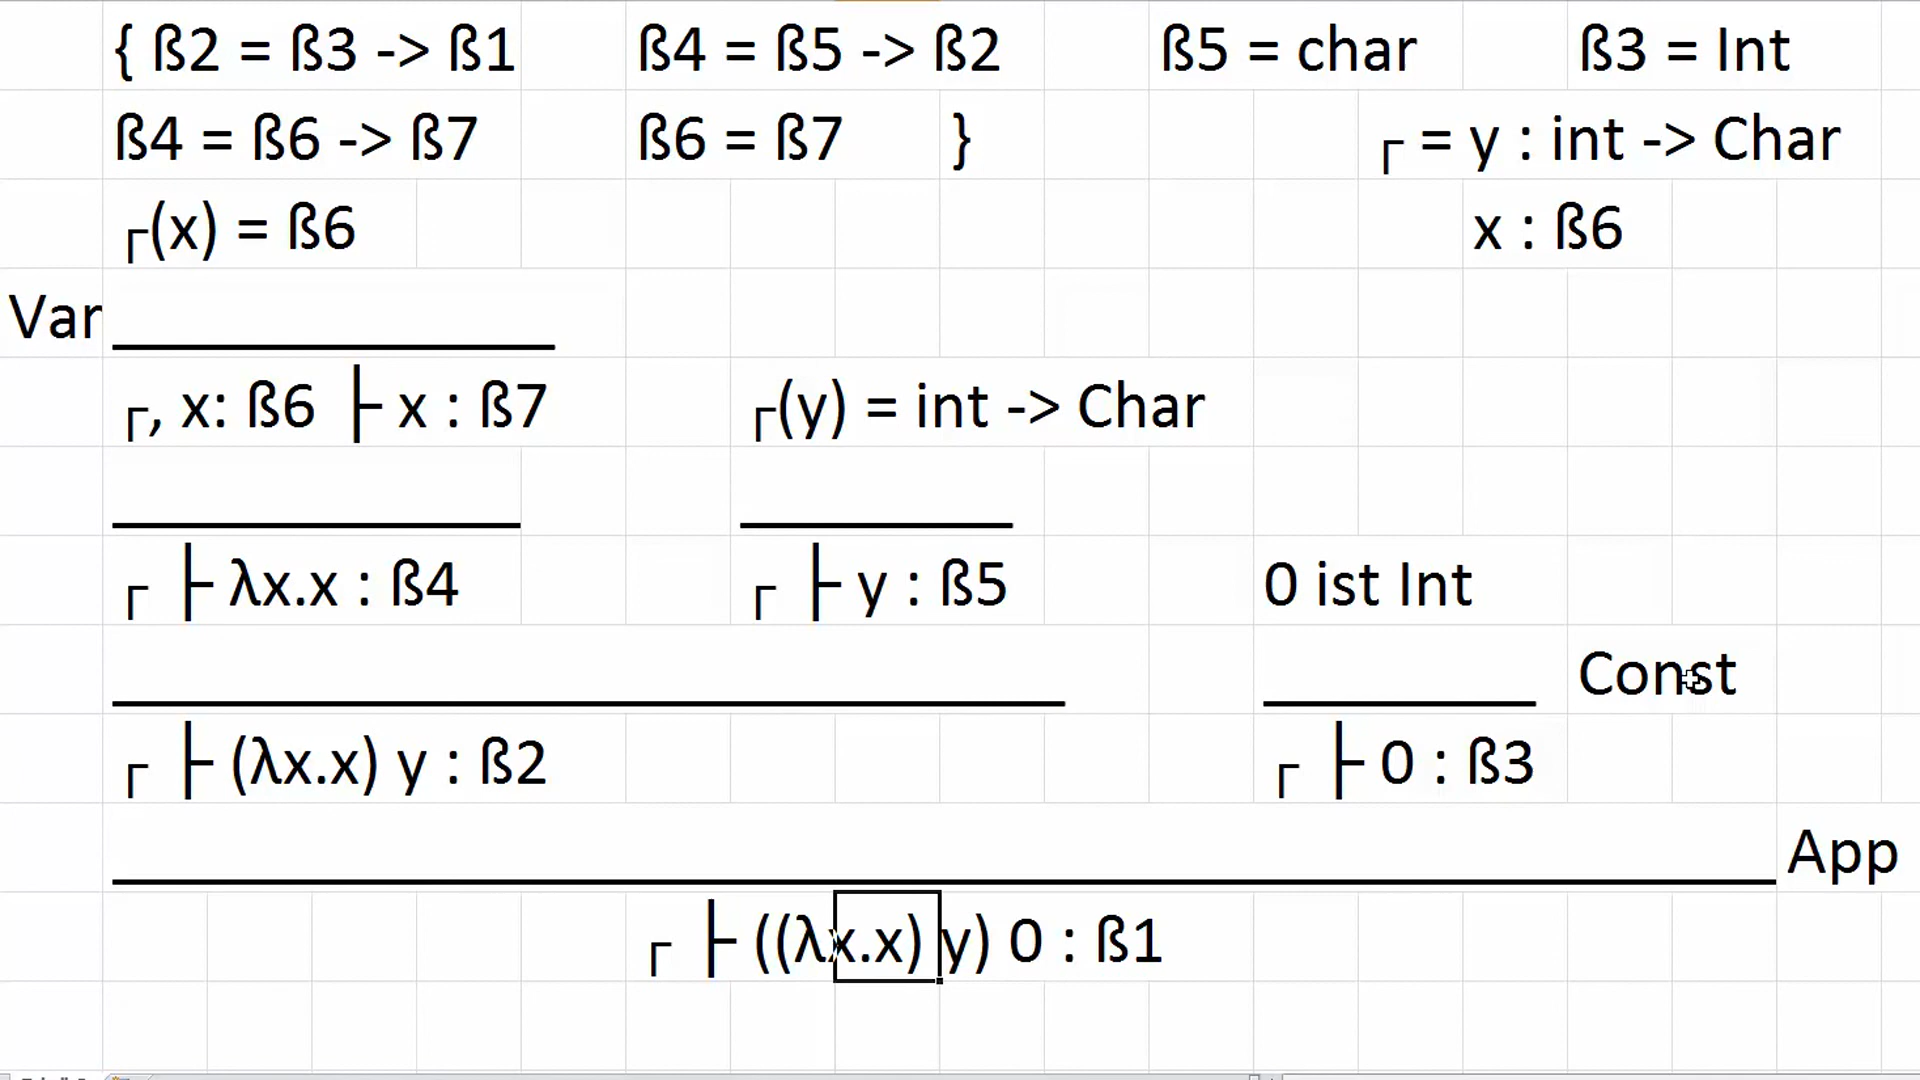 { ß2 = ß3 -> ß1 ß4 = ß5 -> ß2 ß5 = char ß3 = Int
ß4 = ß6 -> ß7 ß6 = ß7 } ┌ = y : int -> Char
┌(x) = ß6 x : ß6
Var
┌, x: ß6 ├ x : ß7 ┌(y) = int -> Char
┌ ├ λx.x : ß4 ┌ ├ y : ß5 0 ist Int
Const
┌ ├ (λx.x) y : ß2 ┌ ├ 0 : ß3
App
┌ ├ ((λx.x) y) 0 : ß1